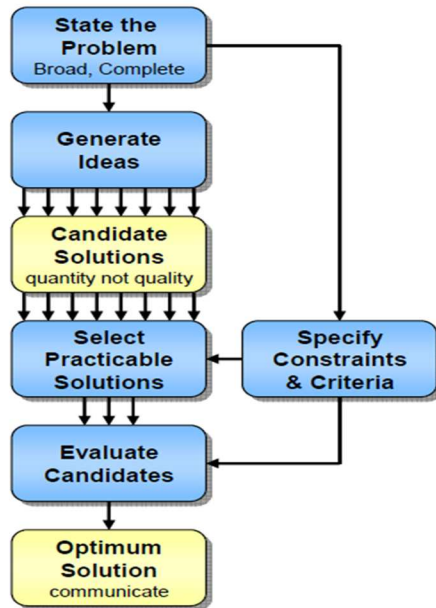 State the
Problem
Broad, Complete
Generate
Ideas
Candidate
Solutions
quantity not quality
Select
Practicable
Solutions
Specify
Constraints
& Criteria
Evaluate
Candidates
Optimum
Solution
communicate